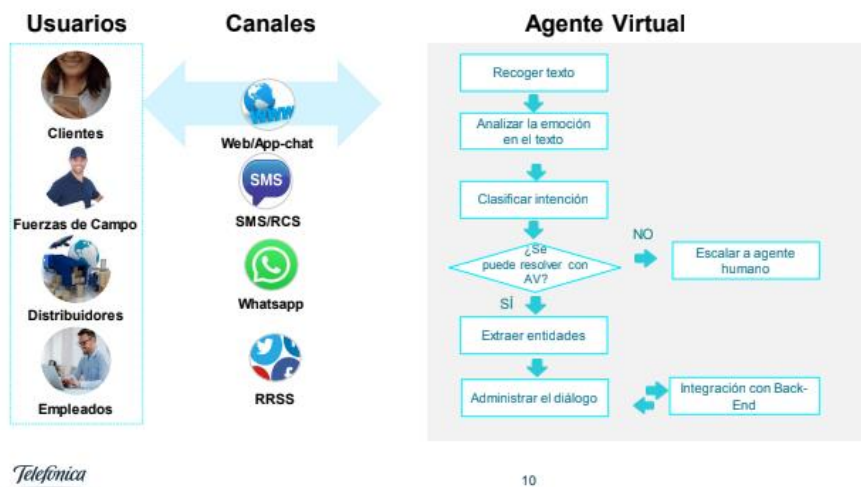 Usuarios
Canales
Agente Virtual
Clientes
Fuerzas de Campo
Distribuidores
Empleados
WWW
Web/App-chat
SMS
SMS/RCS
Whatsapp
RRSS
Recoger texto
Analizar la emoción
en el texto
Clasificar intención
¿Se
puede resolver con
AV?
NO
Escalar a agente
humano
SÍ
Extraer entidades
Administrar el diálogo
Integración con Back-
End
Telefónica
10